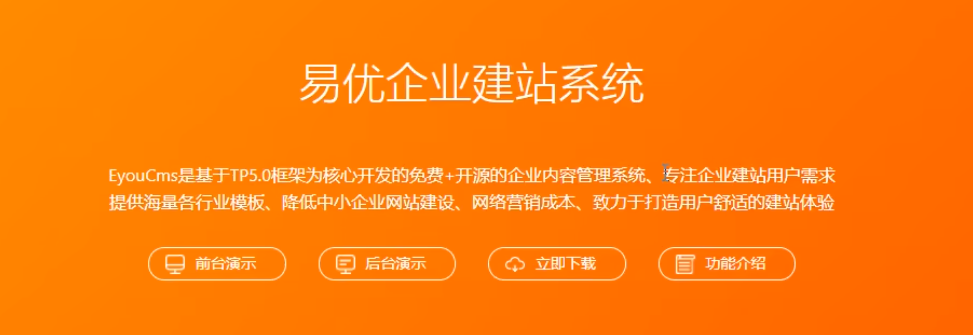 易优企业建站系统
EyouCms是基于TP5.0框架为核心开发的免费+开源的企业内容管理系统、专注企业建站用户需求
提供海量各行业模板、降低中小企业网站建设、网络营销成本、致力于打造用户舒适的建站体验
前台演示 后台演示 立即下载 功能介绍